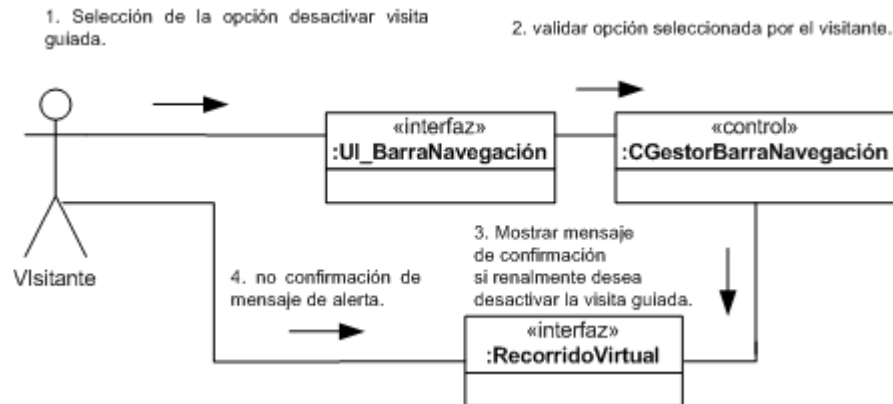 1. Selección de la opción desactivar visita
guiada.
2. validar opción seleccionada por el visitante.
«interfaz»
:UI_BarraNavegación
«control»
:CGestorBarraNavegación
VIsitante
3. Mostrar mensaje
de confirmación
si renalmente desea
desactivar la visita guiada.
4. no confirmación de
mensaje de alerta.
«interfaz»
:RecorridoVirtual